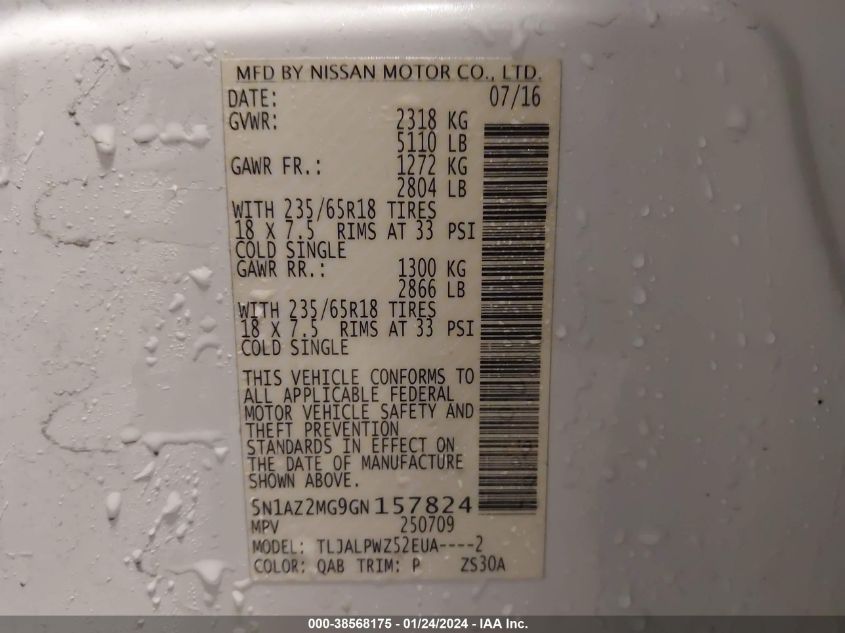 MFD BY NISSAN MOTOR CO., LTD.
DATE: 07/16
GVWR: 2318 KG
5110 LB
GAWR FR.: 1272 KG
2804 LB
WITH 235/65R18 TIRES
18 X 7.5 RIMS AT 33 PSI
COLD SINGLE
GAWR RR.: 1300 KG
2866 LB
WITH 235/65R18 TIRES
18 X 7.5 RIMS AT 33 PSI
COLD SINGLE
THIS VEHICLE CONFORMS TO
ALL APPLICABLE FEDERAL
MOTOR VEHICLE SAFETY AND
THEFT PREVENTION
STANDARDS IN EFFECT ON
THE DATE OF MANUFACTURE
SHOWN ABOVE.
5N1AZ2MG9GN157824
MPV 250709
MODEL: TLJALPWZ52EUA----2
COLOR: QAB TRIM: P ZS30A
000-38568175 - 01/24/2024 - IAA Inc.